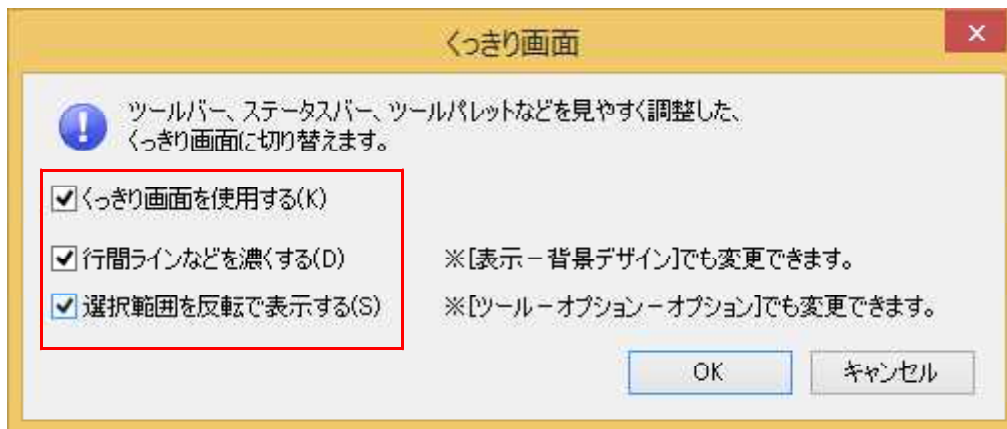 くっきり画面
ツールバー、ステータスバー、ツールパレットなどを見やすく調整した、
くっきり画面に切り替えます。
くっきり画面を使用する(K)
行間ラインなどを濃くする(D) ※[表示－背景デザイン]でも変更できます。
選択範囲を反転で表示する(S) ※[ツール－オプション－オプション]でも変更できます。
OK キャンセル